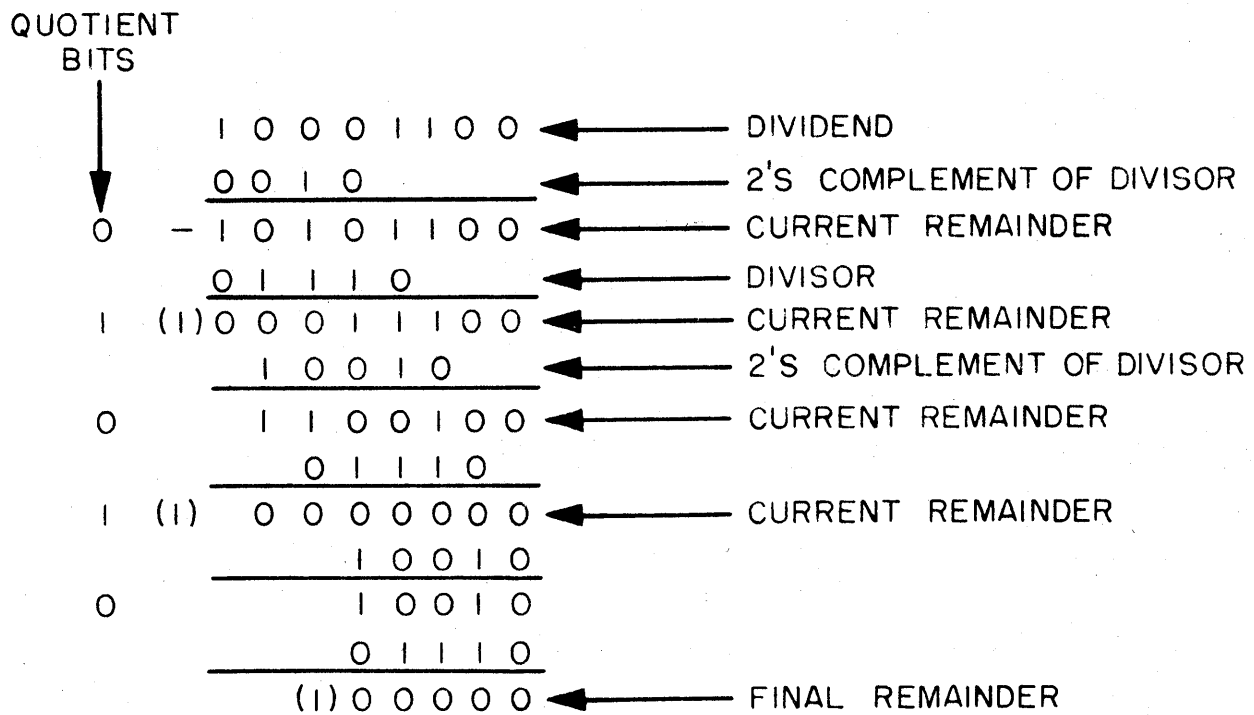 QUOTIENT
BITS
1 0 0 0 1 1 0 0 DIVIDEND
0 0 1 0 2'S COMPLEMENT OF DIVISOR
0 - 1 0 1 0 1 1 0 0 CURRENT REMAINDER
0 1 1 1 0 DIVISOR
1 (1) 0 0 0 1 1 1 0 0 CURRENT REMAINDER
1 0 0 1 0 2'S COMPLEMENT OF DIVISOR
0 1 1 0 0 1 0 0 CURRENT REMAINDER
0 1 1 1 0
1 (1) 0 0 0 0 0 0 0 CURRENT REMAINDER
1 0 0 1 0
0 1 0 0 1 0
0 1 1 1 0
(1) 0 0 0 0 0 FINAL REMAINDER